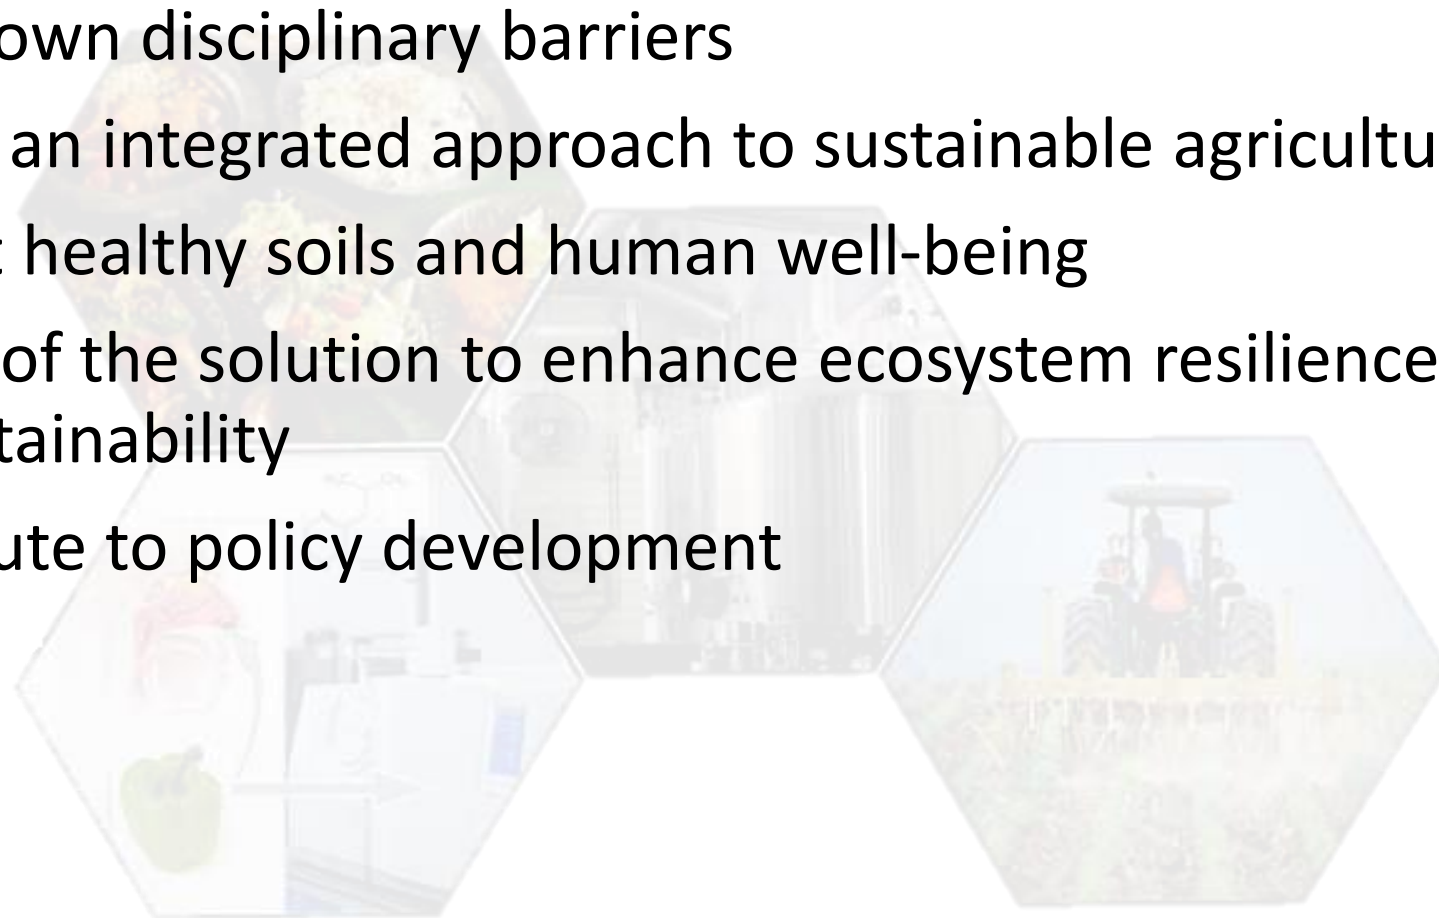 own disciplinary barriers
an integrated approach to sustainable agricultu
healthy soils and human well-being
of the solution to enhance ecosystem resilience
tainability
ute to policy development